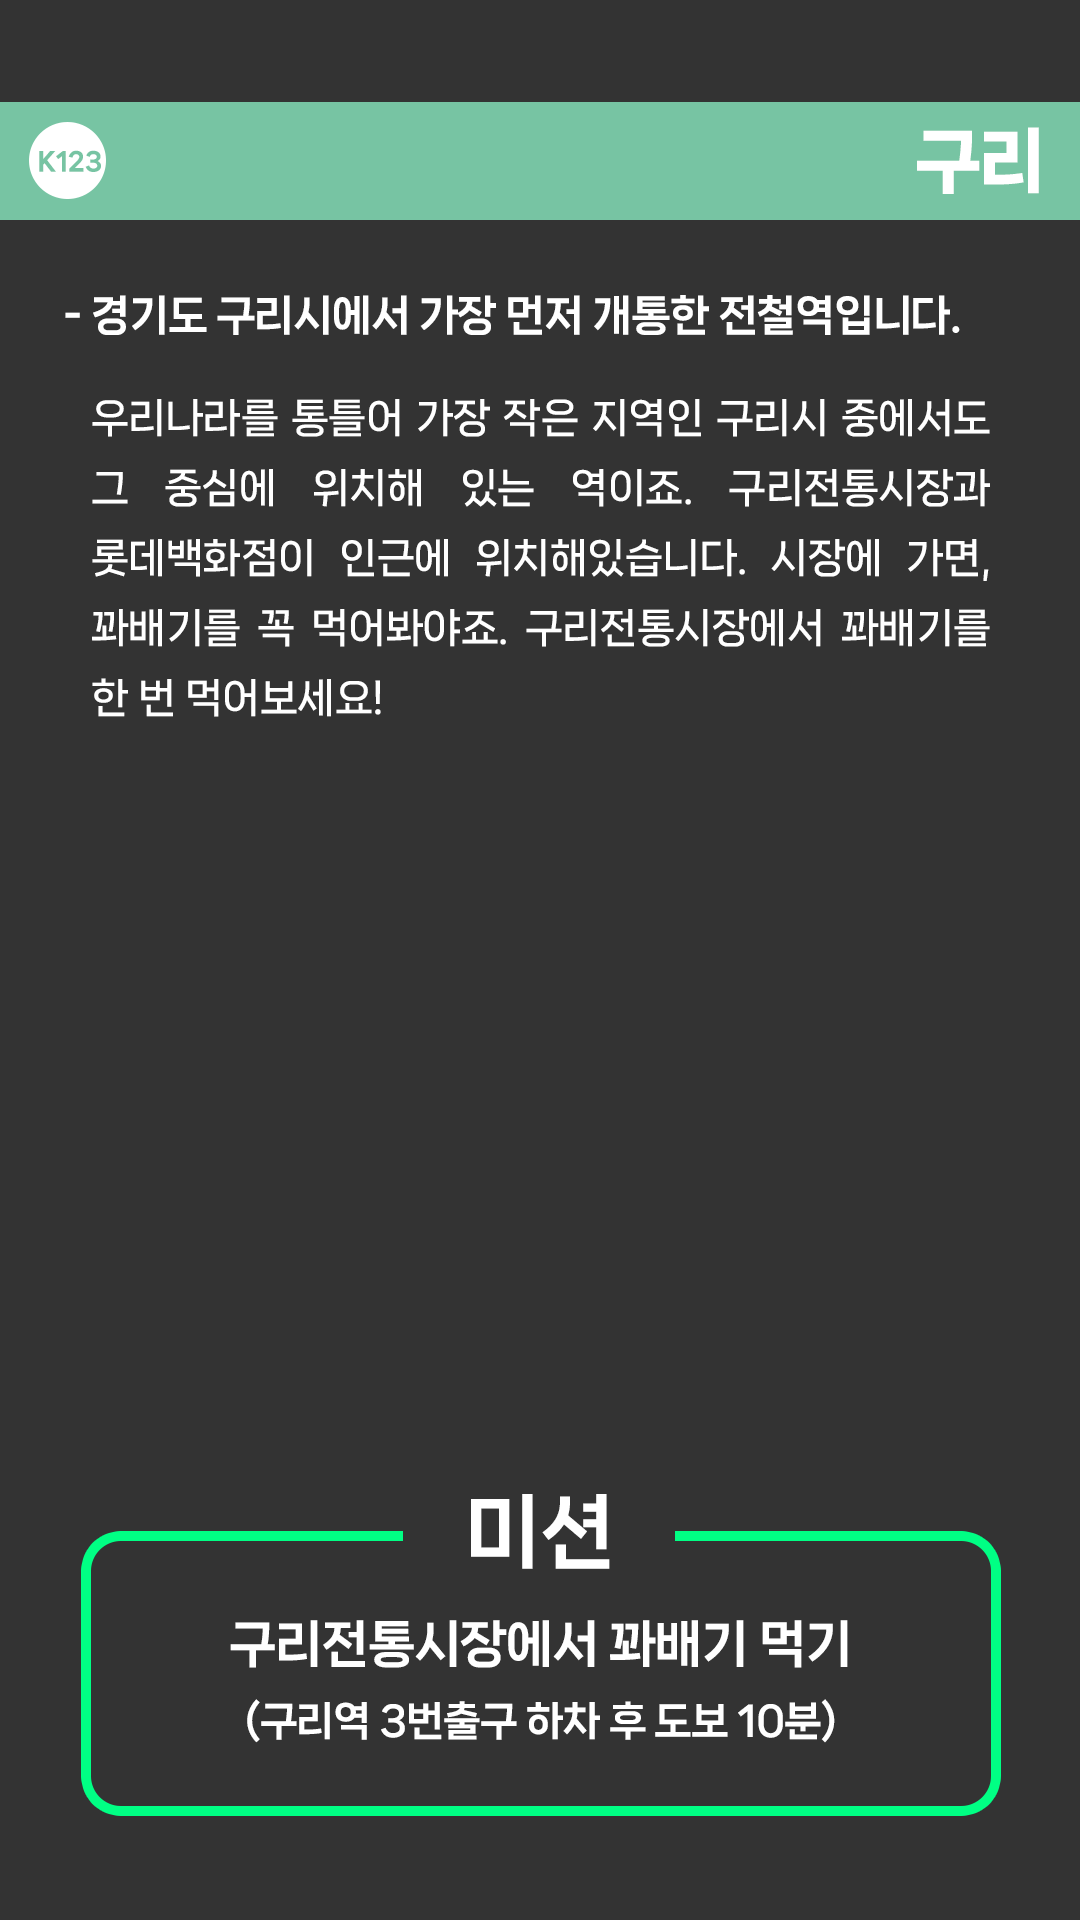 K123
구리
- 경기도 구리시에서 가장 먼저 개통한 전철역입니다.
우리나라를 통틀어 가장 작은 지역인 구리시 중에서도
그 중심에 위치해 있는 역이죠. 구리전통시장과
롯데백화점이 인근에 위치해있습니다. 시장에 가면,
꽈배기를 꼭 먹어봐야죠. 구리전통시장에서 꽈배기를
한 번 먹어보세요!
미션
구리전통시장에서 꽈배기 먹기
(구리역 3번출구 하차 후 도보 10분)